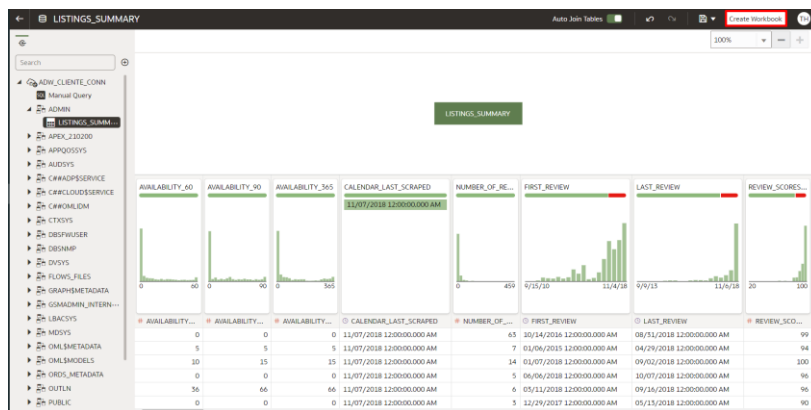 LISTINGS_SUMMARY
Auto Join Tables
Create Workbook
TH
100%
Search
ADW_CLIENTE_CONN
Manual Query
ADMIN
LISTINGS_SUMM...
APEX_210200
APPQOSSYS
AUDSYS
C##ADP$SERVICE
C##CLOUD$SERVICE
C##OMLIDM
CTXSYS
DBSFWUSER
DBSNMP
DVSYS
FLOWS_FILES
GRAPH$METADATA
GSMADMIN_INTERN...
LBACSYS
MDSYS
OML$METADATA
OML$MODELS
ORDS_METADATA
OUTLN
PUBLIC
LISTINGS_SUMMARY
AVAILABILITY_60 AVAILABILITY_90 AVAILABILITY_365 CALENDAR_LAST_SCRAPED NUMBER_OF_RE... FIRST_REVIEW LAST_REVIEW REVIEW_SCORES...
11/07/2018 12:00:00.000 AM
0 60 0 90 0 365 0 459 9/15/10 11/4/18 9/9/13 11/6/18 20 100
# AVAILABILITY... # AVAILABILITY... # AVAILABILITY... CALENDAR_LAST_SCRAPED # NUMBER_OF_... FIRST_REVIEW LAST_REVIEW # REVIEW_SCO...
0 0 0 11/07/2018 12:00:00.000 AM 63 10/14/2016 12:00:00.000 AM 08/31/2018 12:00:00.000 AM 99
5 5 5 11/07/2018 12:00:00.000 AM 7 01/06/2015 12:00:00.000 AM 04/29/2018 12:00:00.000 AM 94
10 15 15 11/07/2018 12:00:00.000 AM 14 01/07/2018 12:00:00.000 AM 09/02/2018 12:00:00.000 AM 100
0 0 0 11/07/2018 12:00:00.000 AM 5 06/06/2018 12:00:00.000 AM 10/07/2018 12:00:00.000 AM 96
36 66 66 11/07/2018 12:00:00.000 AM 6 03/11/2018 12:00:00.000 AM 09/16/2018 12:00:00.000 AM 96
0 0 0 11/07/2018 12:00:00.000 AM 3 12/29/2017 12:00:00.000 AM 05/13/2018 12:00:00.000 AM 90